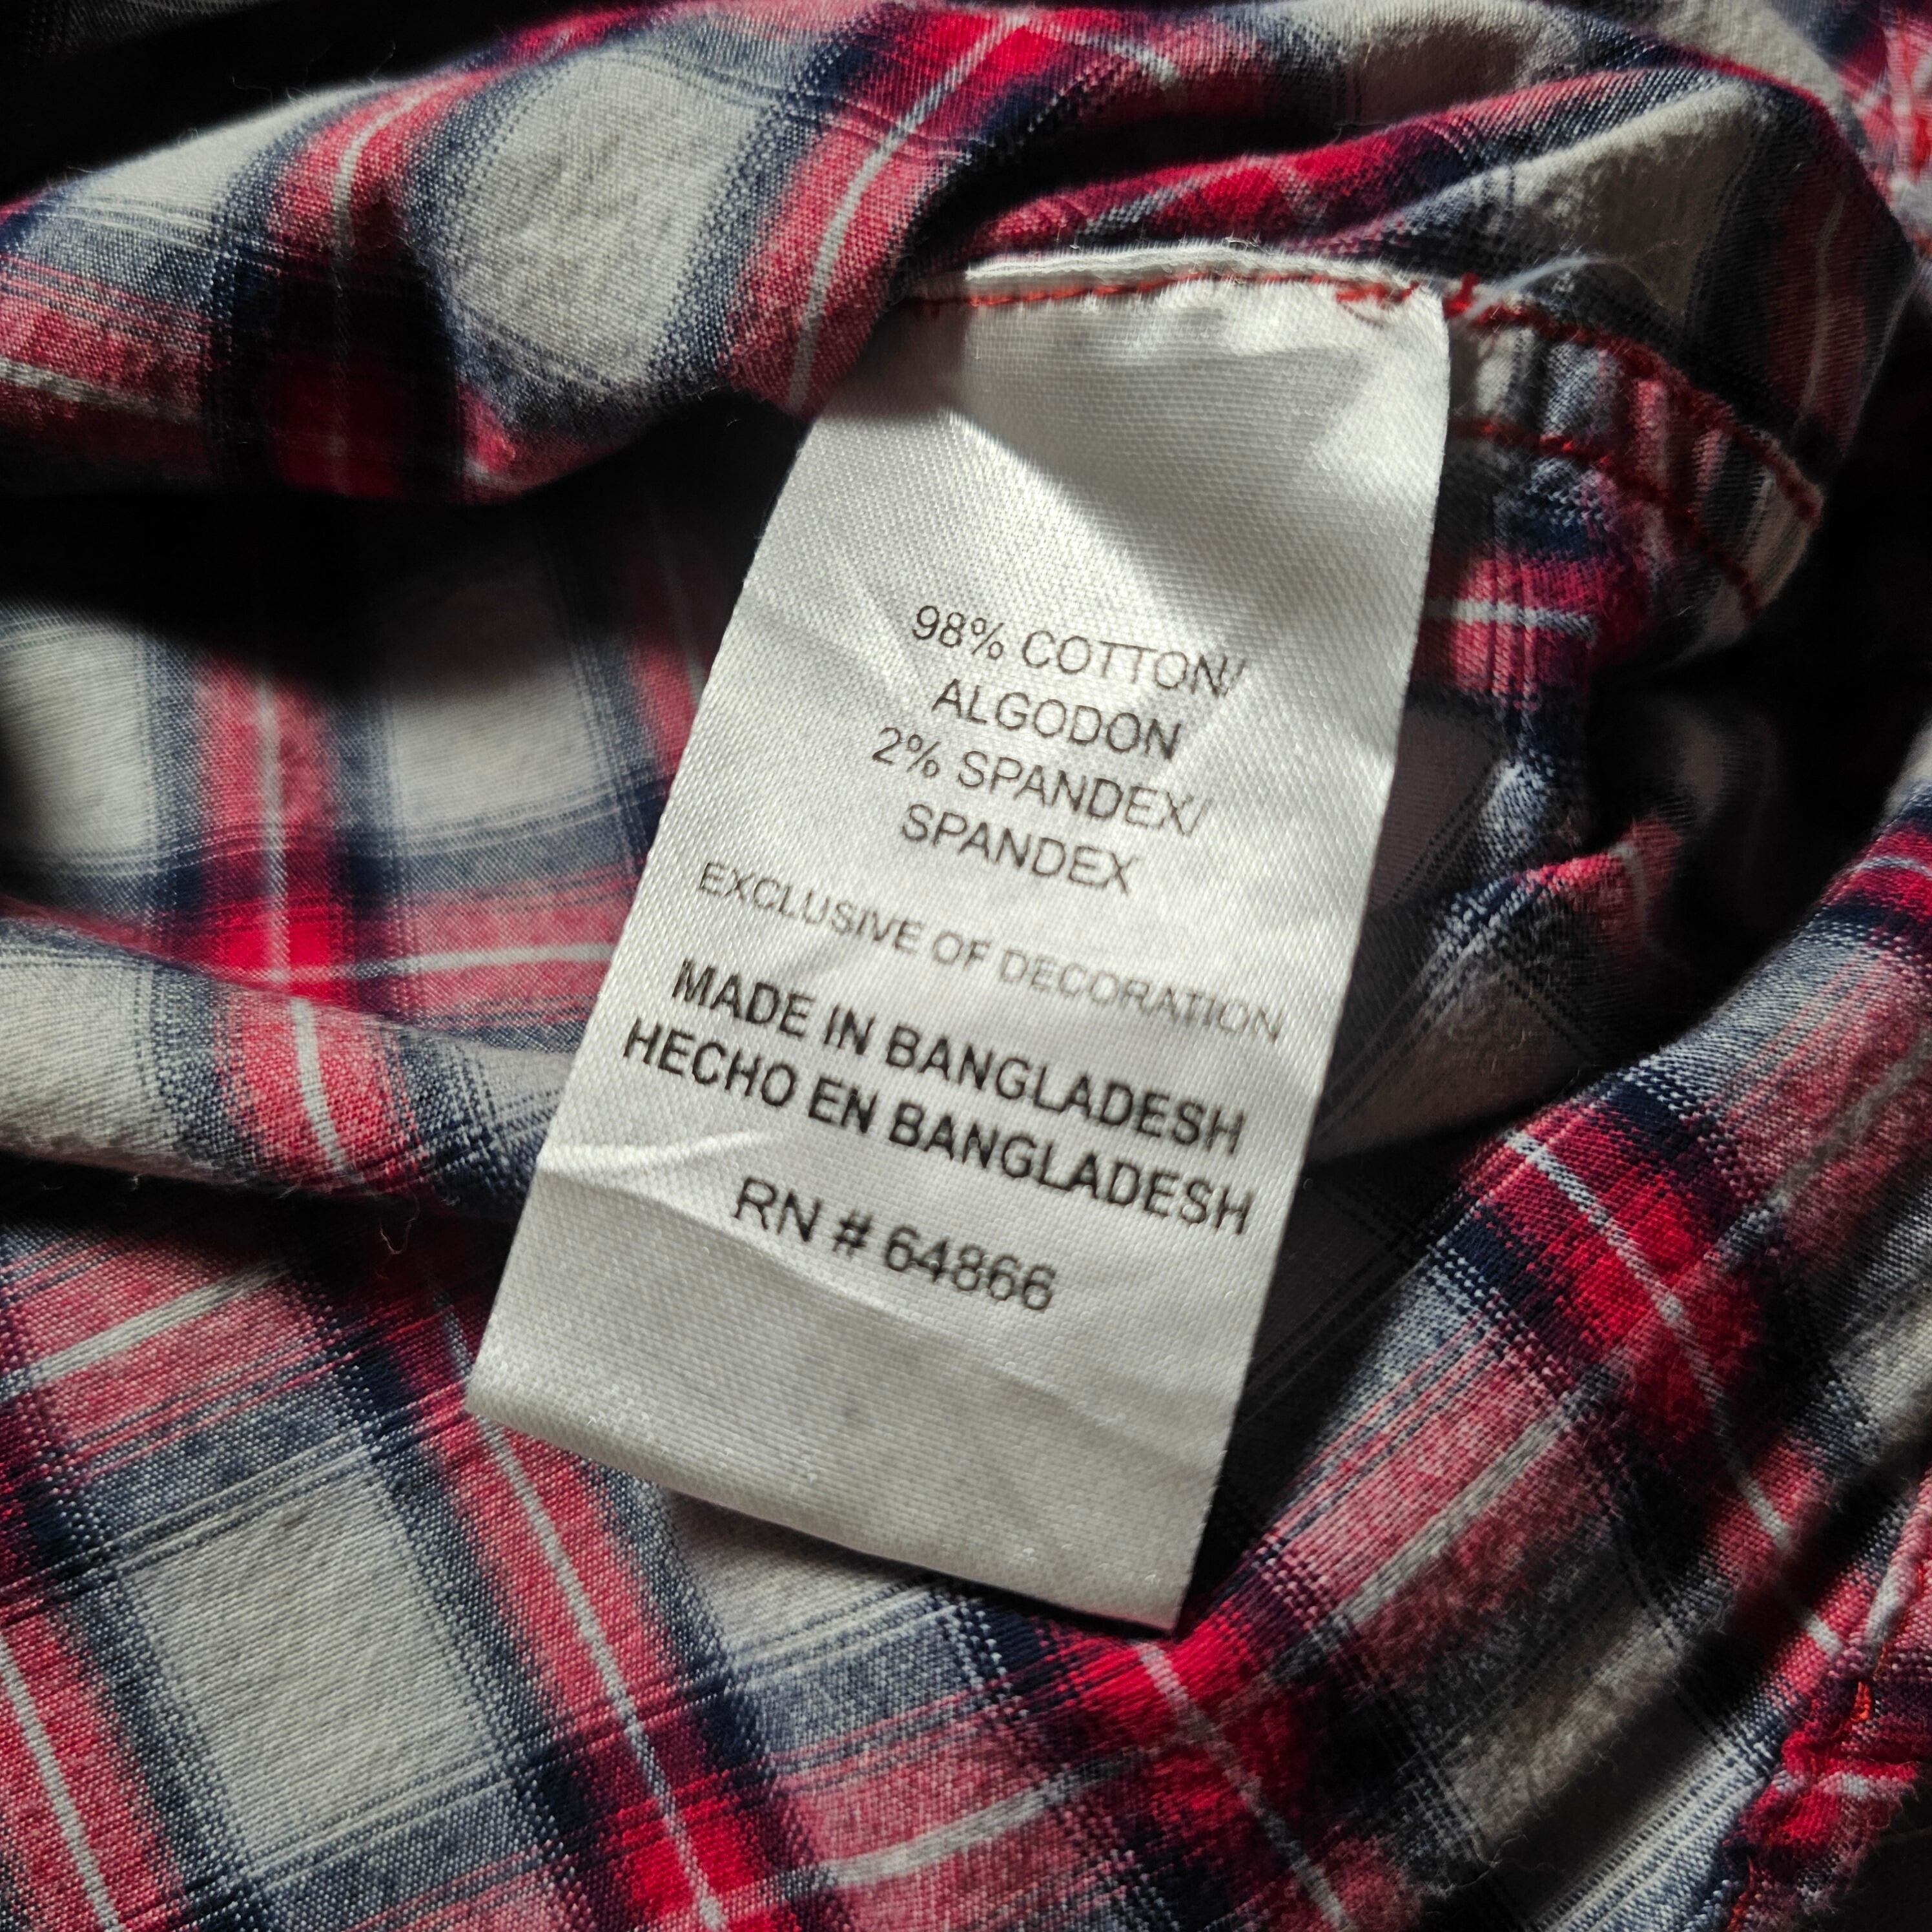 98% COTTON/
ALGODON
2% SPANDEX/
SPANDEX
EXCLUSIVE OF DECORATION
MADE IN BANGLADESH
HECHO EN BANGLADESH
RN # 64866